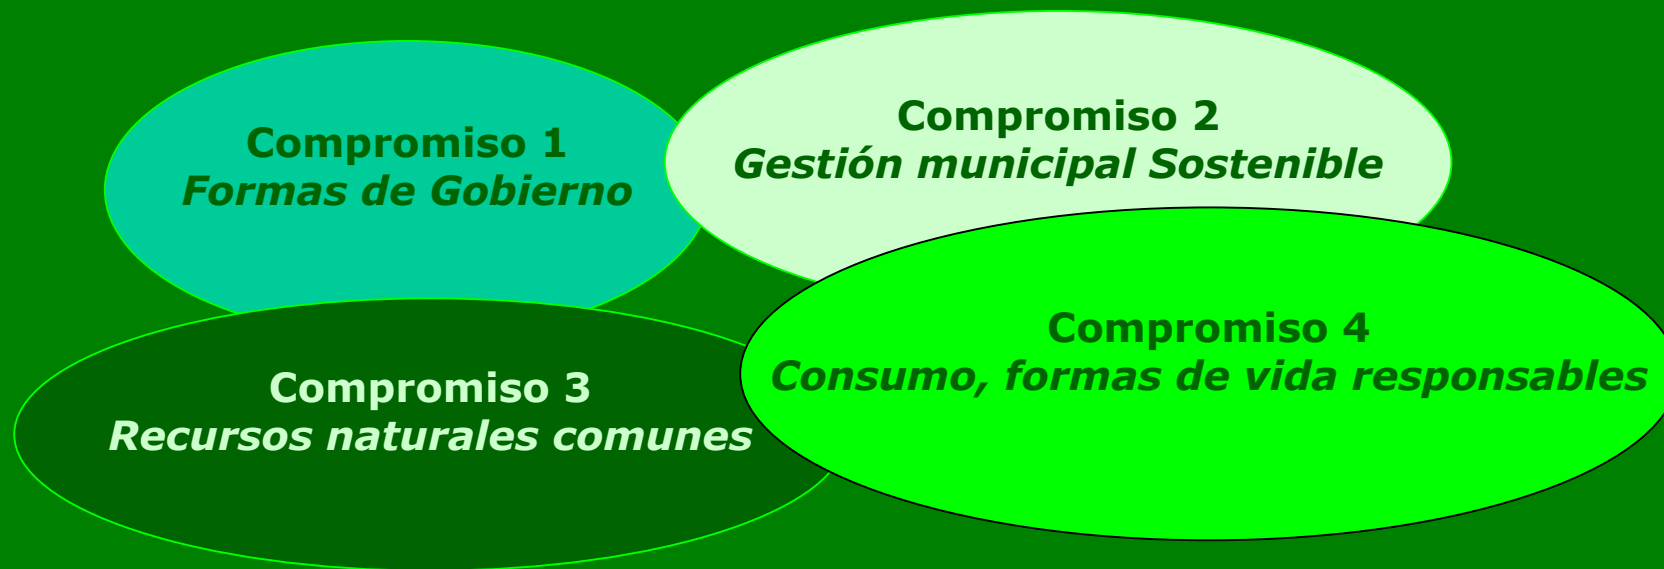 Compromiso 1
Formas de Gobierno
Compromiso 2
Gestión municipal Sostenible
Compromiso 3
Recursos naturales comunes
Compromiso 4
Consumo, formas de vida responsables